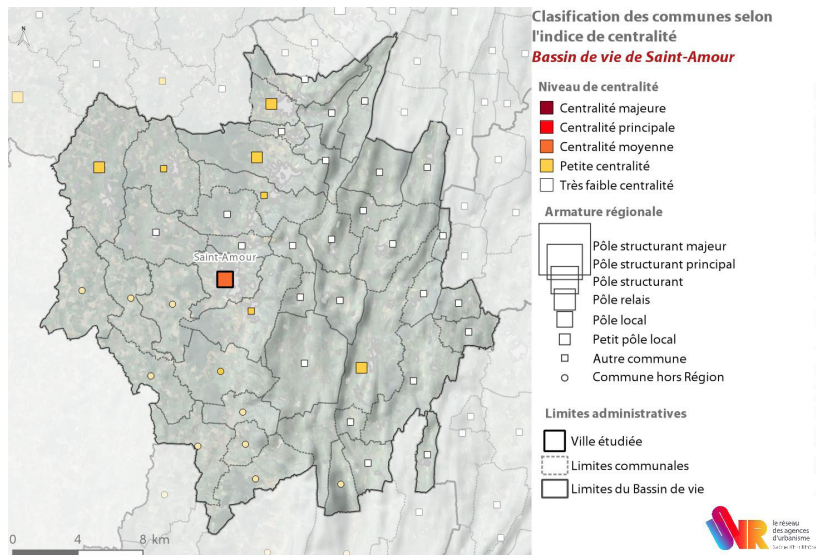 Clasification des communes selon
l'indice de centralité
Bassin de vie de Saint-Amour
Niveau de centralité
Centralité majeure
Centralité principale
Centralité moyenne
Petite centralité
Très faible centralité
Armature régionale
Pôle structurant majeur
Pôle structurant principal
Pôle structurant
Pôle relais
Pôle local
Petit pôle local
Autre commune
Commune hors Région
Limites administratives
Ville étudiée
Limites communales
Limites du Bassin de vie
N
Saint-Amour
0 4 8 km
le réseau
des agences
d'urbanisme